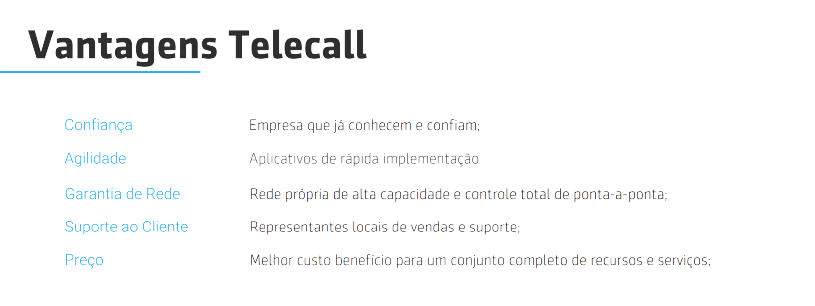 Vantagens Telecall
Confiança Empresa que já conhecem e confiam;
Agilidade Aplicativos de rápida implementação
Garantia de Rede Rede própria de alta capacidade e controle total de ponta-a-ponta;
Suporte ao Cliente Representantes locais de vendas e suporte;
Preço Melhor custo benefício para um conjunto completo de recursos e serviços;